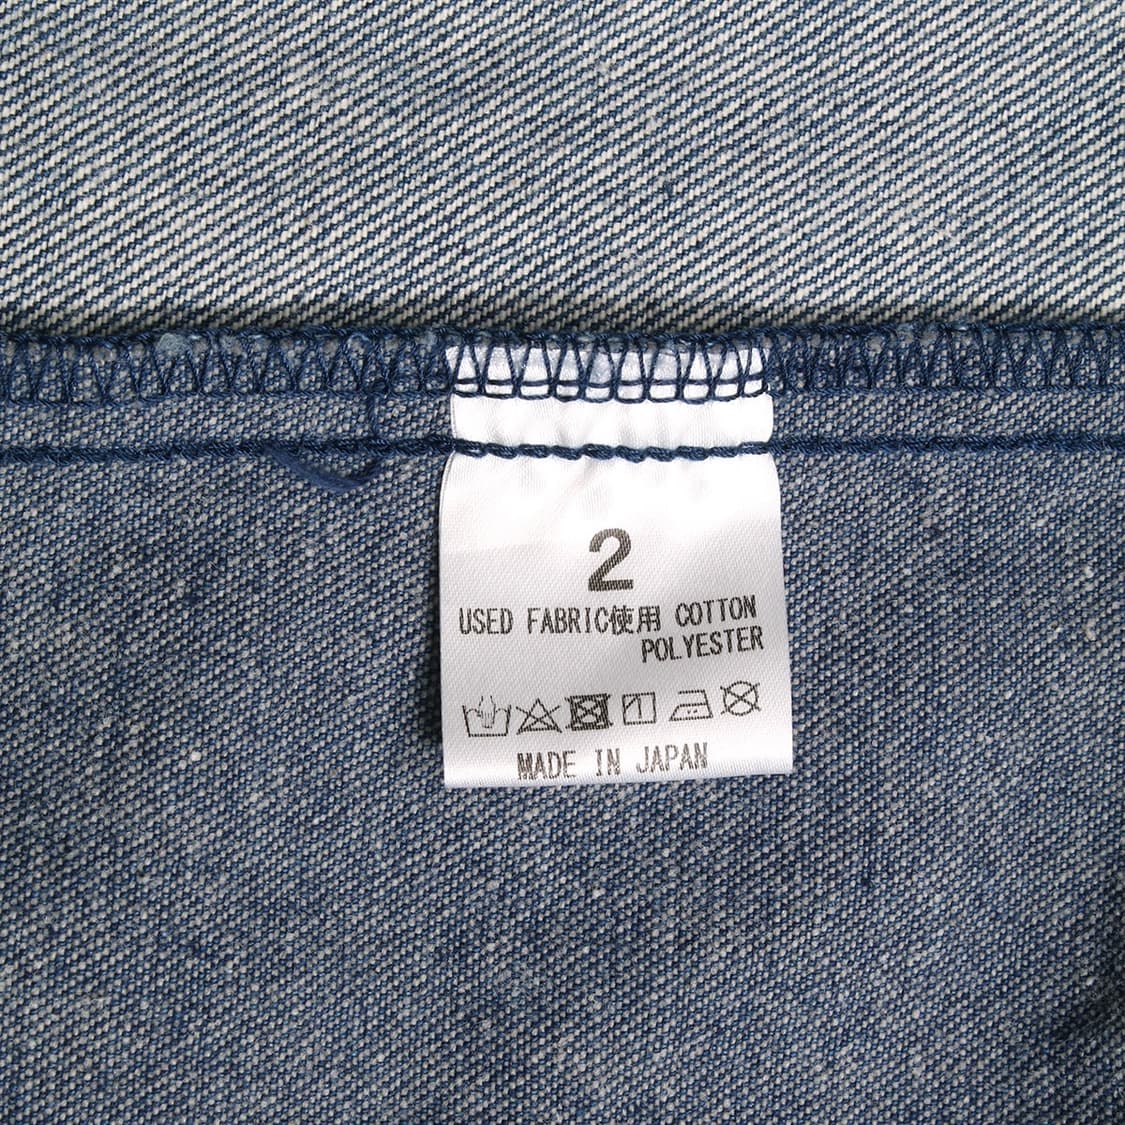 2
USED FABRIC使用 COTTON
POLYESTER
MADE IN JAPAN